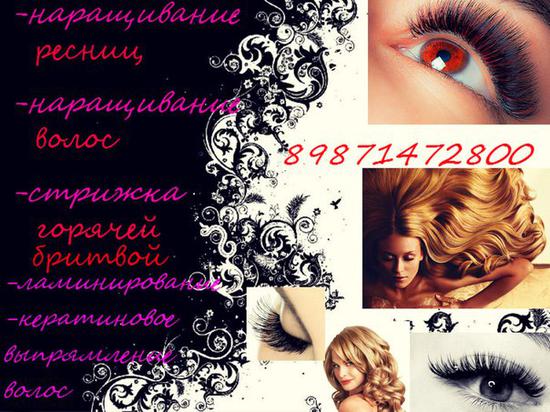 -наращивание
ресниц
-наращивание
волос
-стрижка
горячей
бритвой
-ламинирование
-кератиновое
выпрямление
волос
89871472800